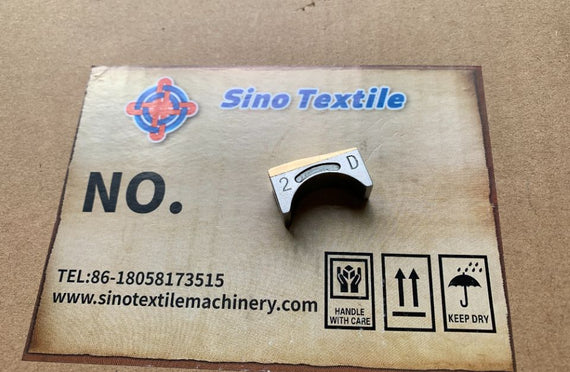 Sino Textile
2 D
NO.
TEL:86-18058173515
www.sinotextilemachinery.com
HANDLE
WITH CARE
KEEP DRY